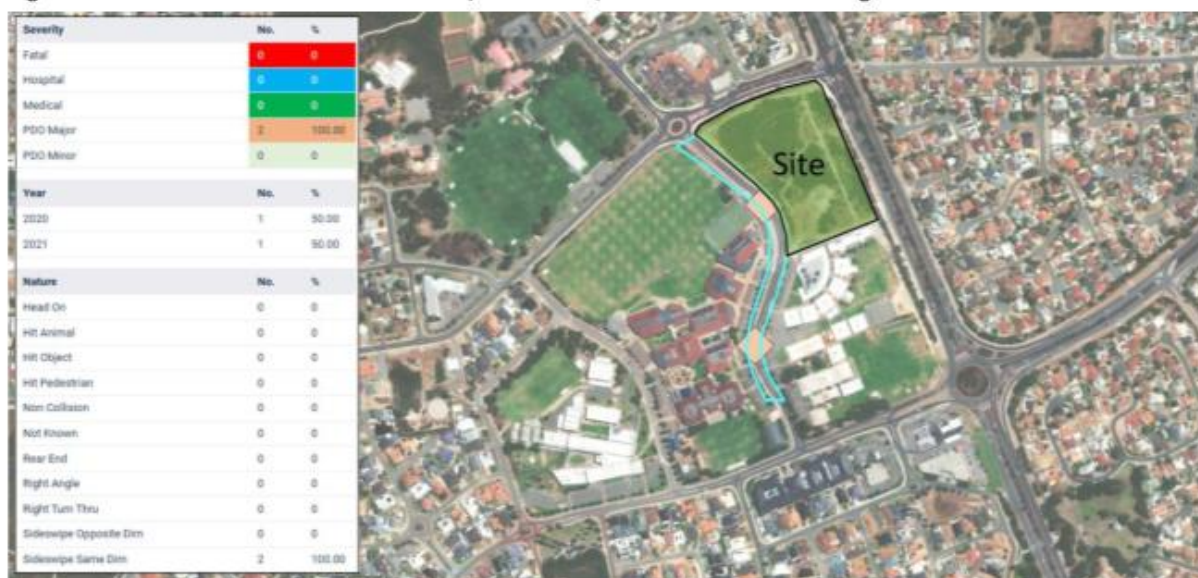 Severity No. %
Fatal 0 0
Hospital 0 0
Medical 0 0
PDO Major 2 100.00
PDO Minor 0 0
Year No. %
2020 1 50.00
2021 1 50.00
Nature No. %
Head On 0 0
Hit Animal 0 0
Hit Object 0 0
Hit Pedestrian 0 0
Non Collision 0 0
Not Known 0 0
Rear End 0 0
Right Angle 0 0
Right Turn Thru 0 0
Sideswipe Opposite Dirn 0 0
Sideswipe Same Dirn 2 100.00
Site